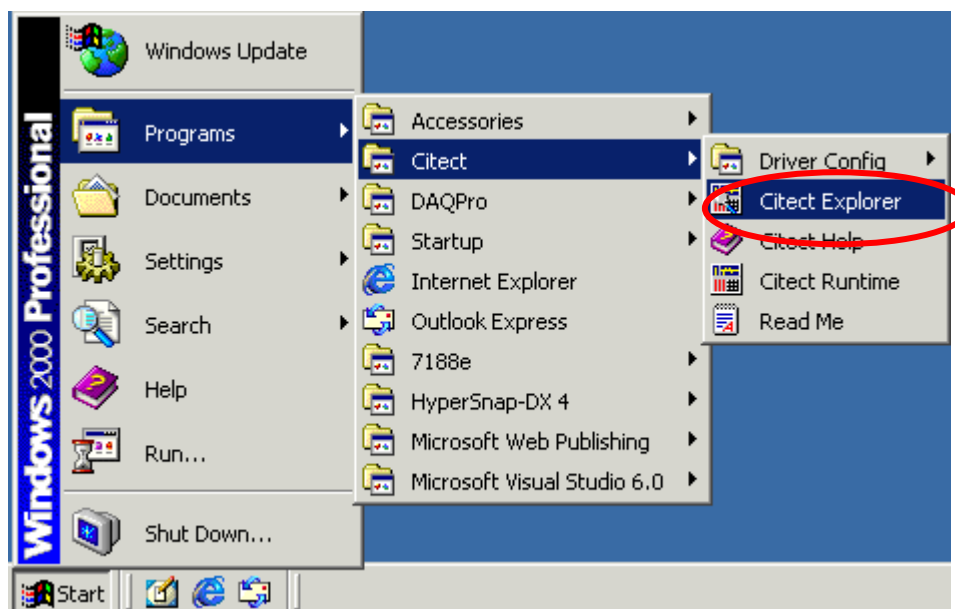 Windows 2000 Professional
Windows Update
Programs
Documents
Settings
Search
Help
Run...
Shut Down...
Accessories
Citect
DAQPro
Startup
Internet Explorer
Outlook Express
7188e
HyperSnap-DX 4
Microsoft Web Publishing
Microsoft Visual Studio 6.0
Driver Config
Citect Explorer
Citect Help
Citect Runtime
Read Me
Start